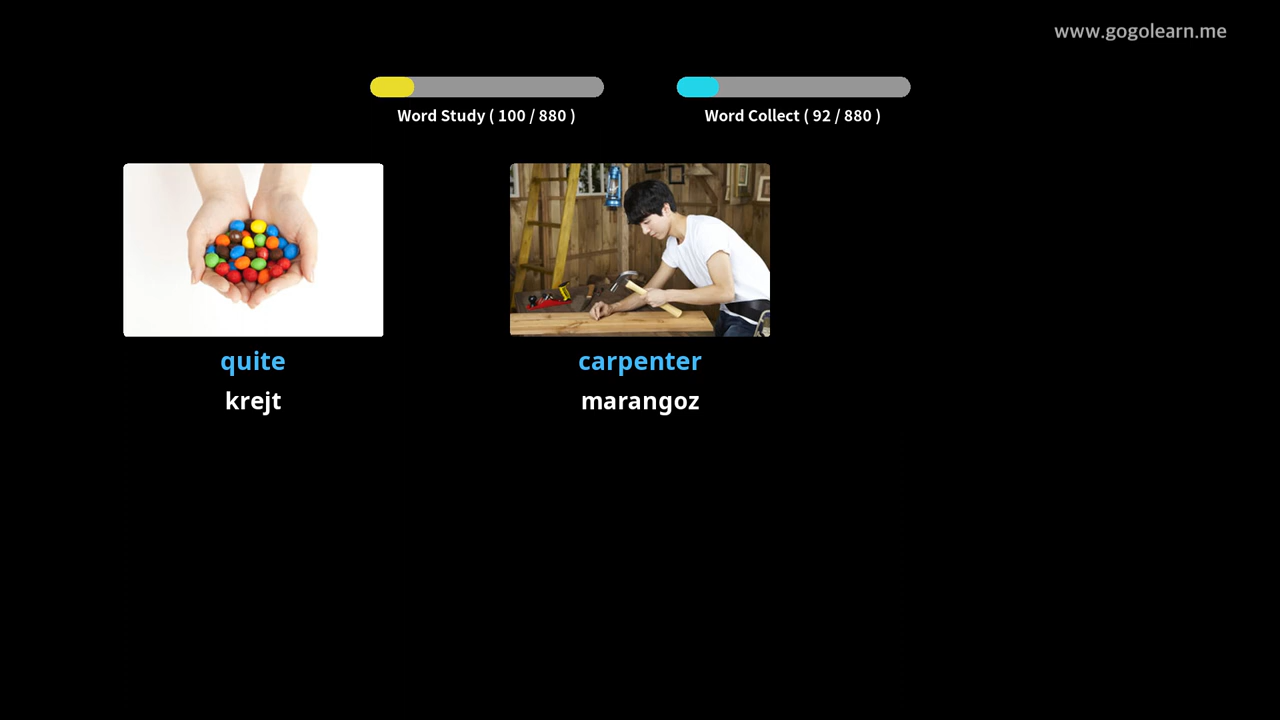 www.gogolearn.me
Word Study ( 100 / 880 )
Word Collect ( 92 / 880 )
quite
krejt
carpenter
marangoz